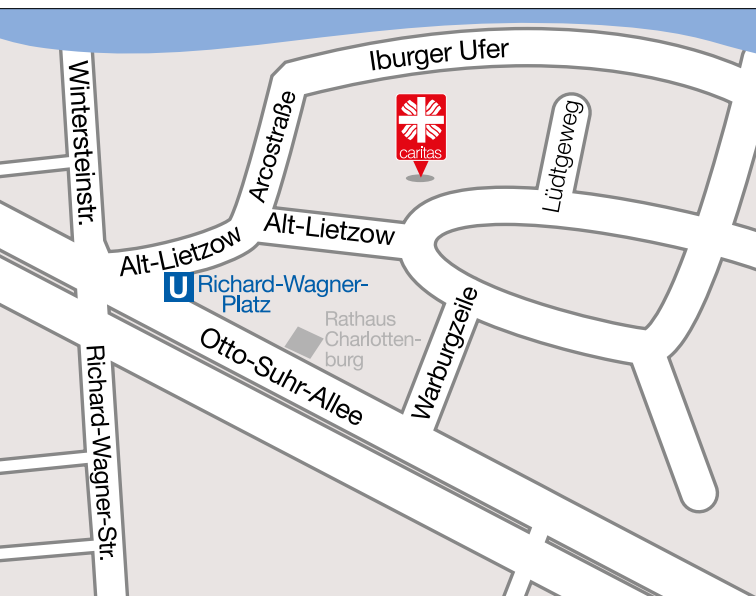 Iburger Ufer
Wintersteinstr.
Arcostraße
caritas
Lüdtgeweg
Alt-Lietzow
Alt-Lietzow
U Richard-Wagner-
Platz
Rathaus
Charlotten-
burg
Otto-Suhr-Allee
Warburgzeile
Richard-Wagner-Str.